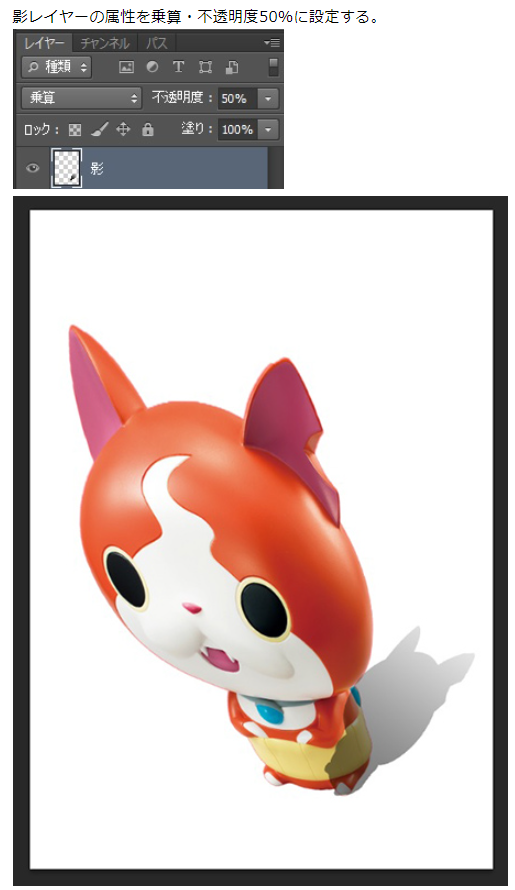 影レイヤーの属性を乗算・不透明度50%に設定する。
レイヤー チャンネル パス
種類 T
乗算 不透明度： 50%
ロック： 塗り： 100%
影